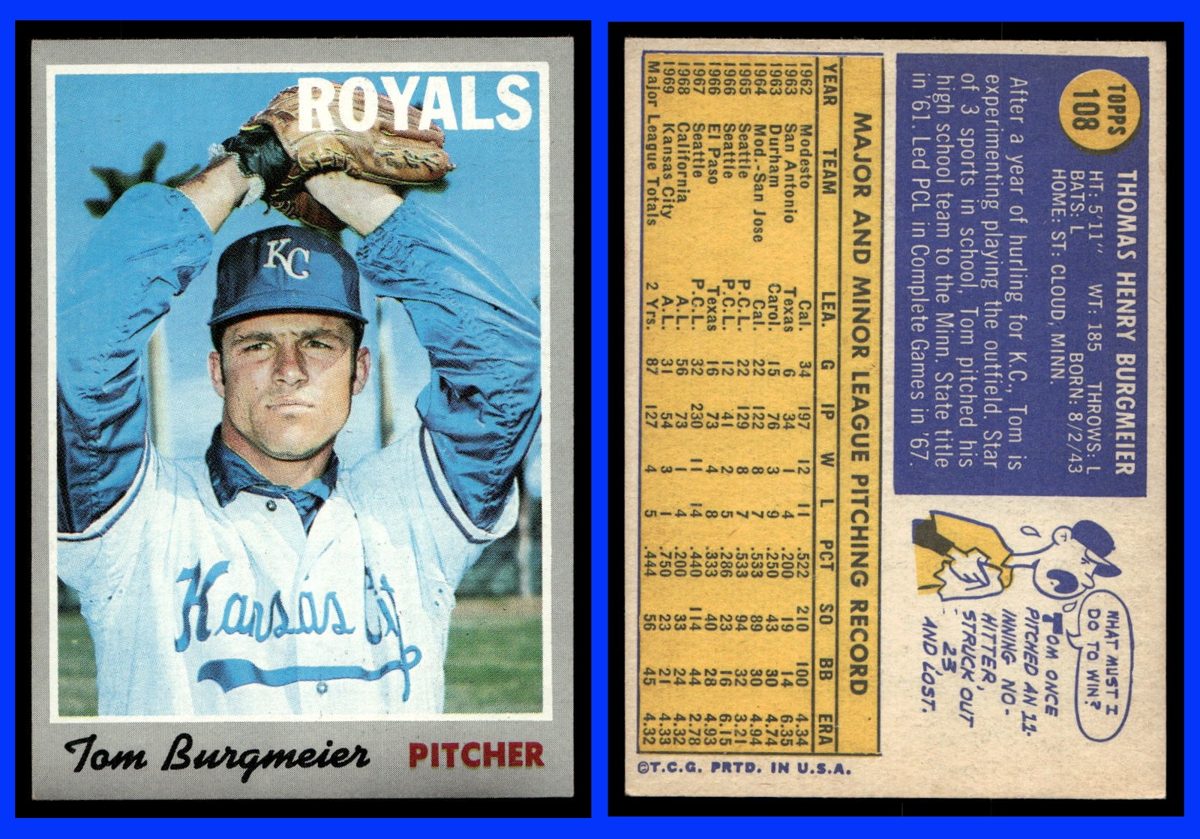 ROYALS
KC
Kansas City
Tom Burgmeier
PITCHER
TOPPS
108
THOMAS HENRY BURGMEIER
HT: 5'11" WT: 185 THROWS: L
BATS: L BORN: 8/2/43
HOME: ST. CLOUD, MINN.
After a year of hurling for K.C., Tom is
experimenting playing the outfield. Star
of 3 sports in school, Tom pitched his
high school team to the Minn. State title
in '61. Led PCL in Complete Games in '67.
WHAT MUST I
DO TO WIN?
TOM ONCE
PITCHED AN 11-
INNING NO-
HITTER,
STRUCK OUT
23,
AND LOST.
MAJOR AND MINOR LEAGUE PITCHING RECORD
YEAR TEAM LEA. G IP W L PCT SO BB ERA
1962 Modesto Cal 34 197 12 11 .522 210 100 4.34
1963 San Antonio Texas 6 34 1 4 .200 19 14 6.35
1963 Durham Carol 15 76 3 9 .250 43 30 4.74
1964 Mod.-San Jose Cal 22 122 8 7 .533 89 30 4.94
1965 Seattle P.C.L. 22 129 8 7 .533 94 32 3.21
1966 Seattle P.C.L. 12 41 2 5 .286 23 16 6.15
1966 El Paso Texas 16 73 4 8 .333 40 28 4.93
1967 Seattle P.C.L. 32 230 11 14 .440 114 44 2.78
1968 California A.L. 56 73 1 4 .200 33 24 4.32
1969 Kansas City A.L. 31 54 3 1 .750 23 21 4.33
Major League Totals 2 Yrs. 87 127 4 5 .444 56 45 4.32
©T.C.G. PRTD. IN U.S.A.